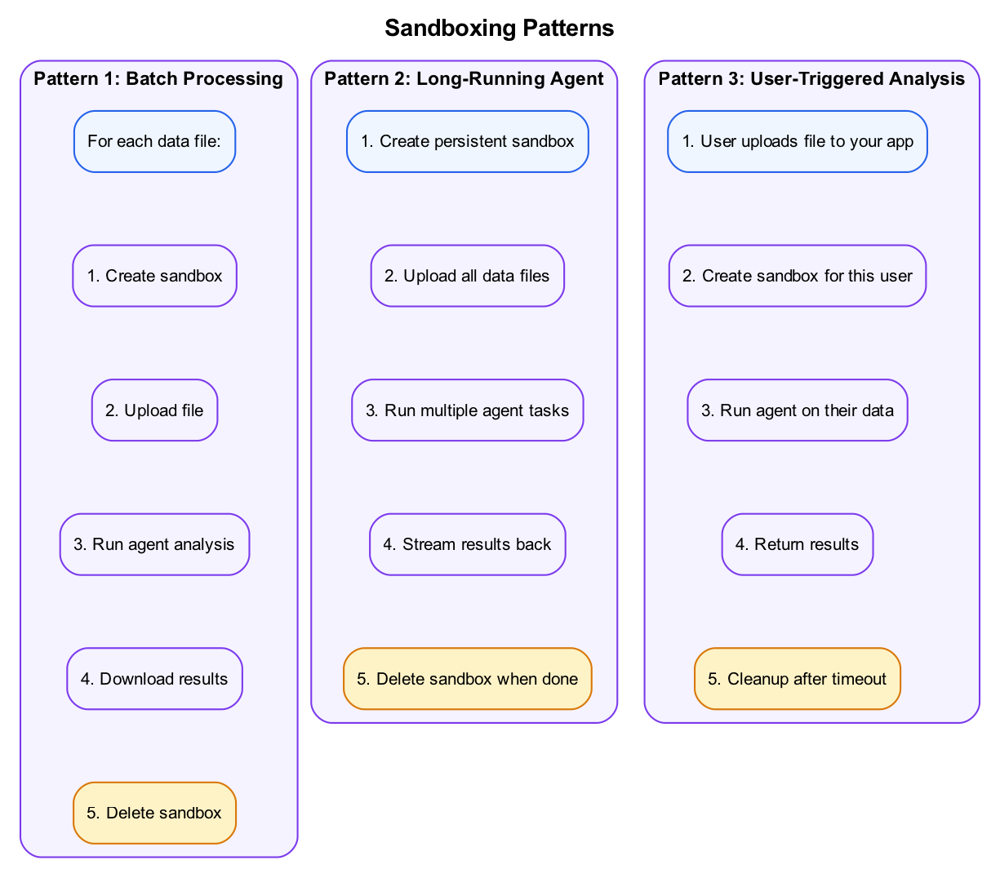 Sandboxing Patterns
Pattern 1: Batch Processing
For each data file:
1. Create sandbox
2. Upload file
3. Run agent analysis
4. Download results
5. Delete sandbox
Pattern 2: Long-Running Agent
1. Create persistent sandbox
2. Upload all data files
3. Run multiple agent tasks
4. Stream results back
5. Delete sandbox when done
Pattern 3: User-Triggered Analysis
1. User uploads file to your app
2. Create sandbox for this user
3. Run agent on their data
4. Return results
5. Cleanup after timeout